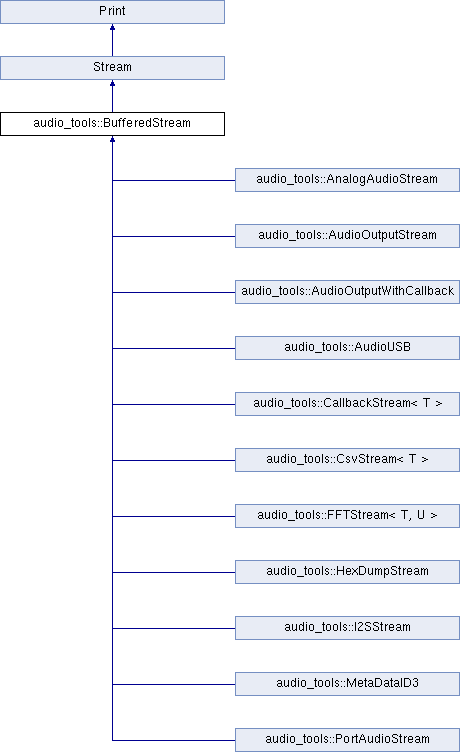 Print
Stream
audio_tools::BufferedStream
audio_tools::AnalogAudioStream
audio_tools::AudioOutputStream
audio_tools::AudioOutputWithCallback
audio_tools::AudioUSB
audio_tools::CallbackStream< T >
audio_tools::CsvStream< T >
audio_tools::FFTStream< T, U >
audio_tools::HexDumpStream
audio_tools::I2SStream
audio_tools::MetaDataID3
audio_tools::PortAudioStream